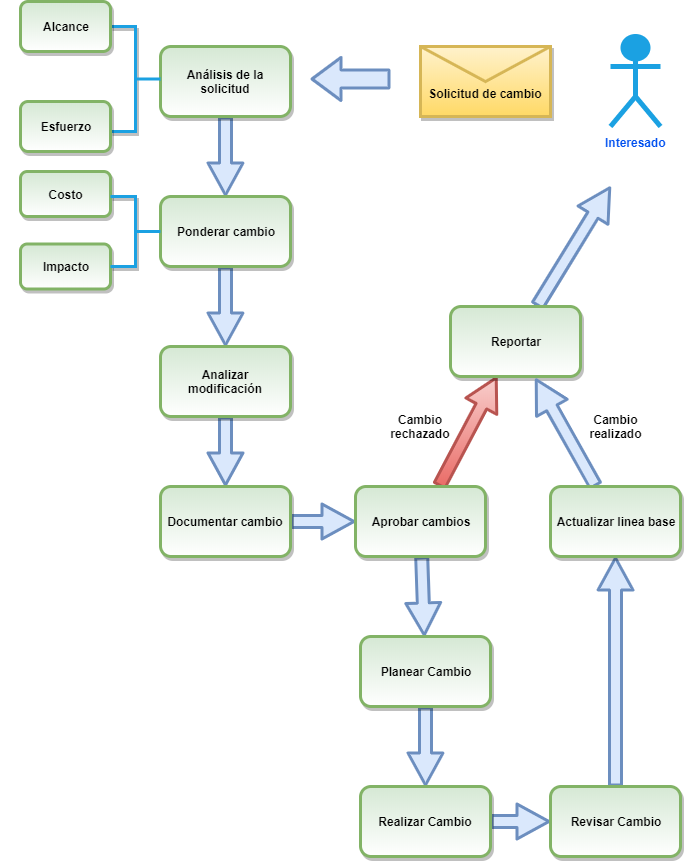 Alcance
Análisis de la
solicitud
Solicitud de cambio
Esfuerzo
Interesado
Costo
Ponderar cambio
Impacto
Reportar
Analizar
modificación
Cambio
rechazado
Cambio
realizado
Documentar cambio
Aprobar cambios
Actualizar linea base
Planear Cambio
Realizar Cambio
Revisar Cambio